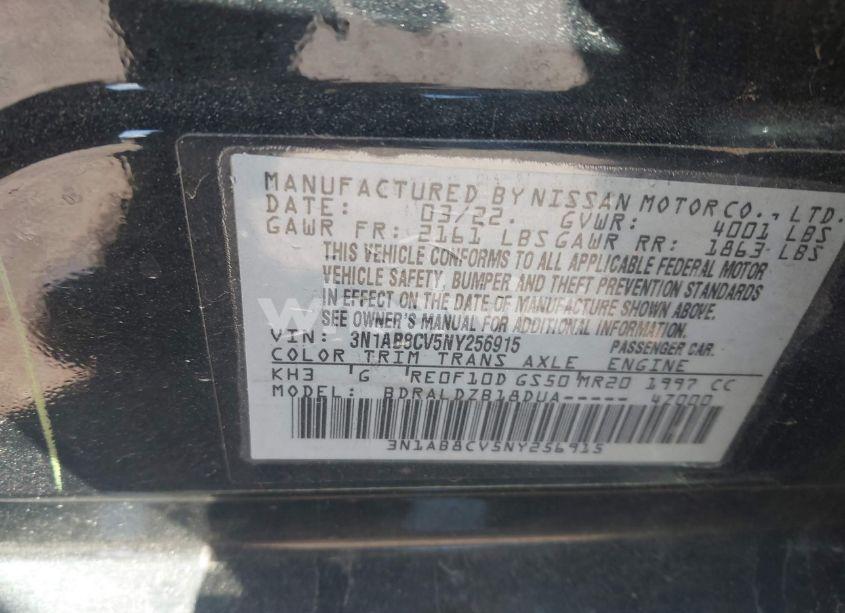 MANUFACTURED BY NISSAN MOTOR CO., LTD.
DATE: 03/22. GVWR: 4001 LBS
GAWR FR: 2161 LBS GAWR RR: 1863 LBS
THIS VEHICLE CONFORMS TO ALL APPLICABLE FEDERAL MOTOR
VEHICLE SAFETY, BUMPER AND THEFT PREVENTION STANDARDS
IN EFFECT ON THE DATE OF MANUFACTURE SHOWN ABOVE.
SEE OWNER'S MANUAL FOR ADDITIONAL INFORMATION.
VIN: 3N1AB8CV5NY256915 PASSENGER CAR.
COLOR TRIM TRANS AXLE ENGINE
KH3 G RE0F10D GS50 MR20 1997 CC
MODEL: BDRALDZB18DUA----- 47000
3N1AB8CV5NY256915